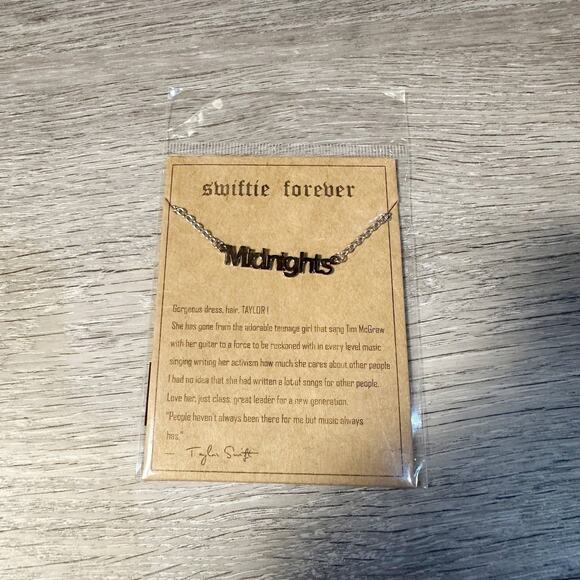 swiftie forever
Midnights
Gorgeous dress, hair, TAYLOR!
She has gone from the adorable teenage girl that sang Tim McGraw
with her guitar to a force to be reckoned with in every level music
singing writing her activism how much she cares about other people
I had no idea that she had written a lot.of songs for other people.
Love her, just class, great leader for a new generation.
"People haven't always been there for me but music always
has."
Taylor Swift